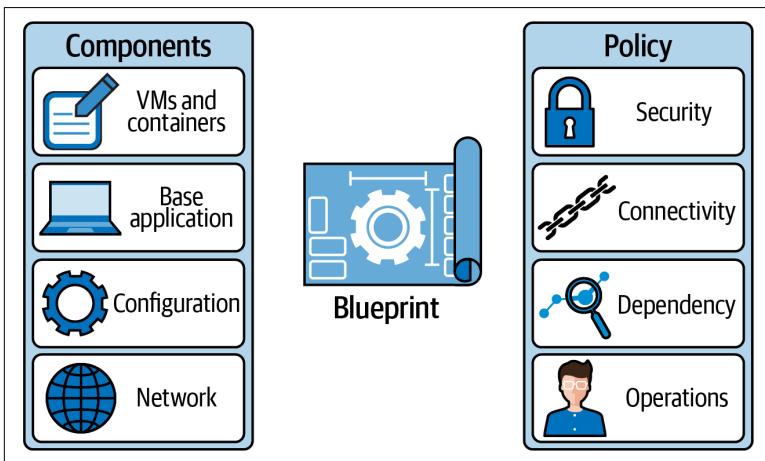 Components
VMs and
containers
Base
application
Configuration
Network
Blueprint
Policy
Security
Connectivity
Dependency
Operations